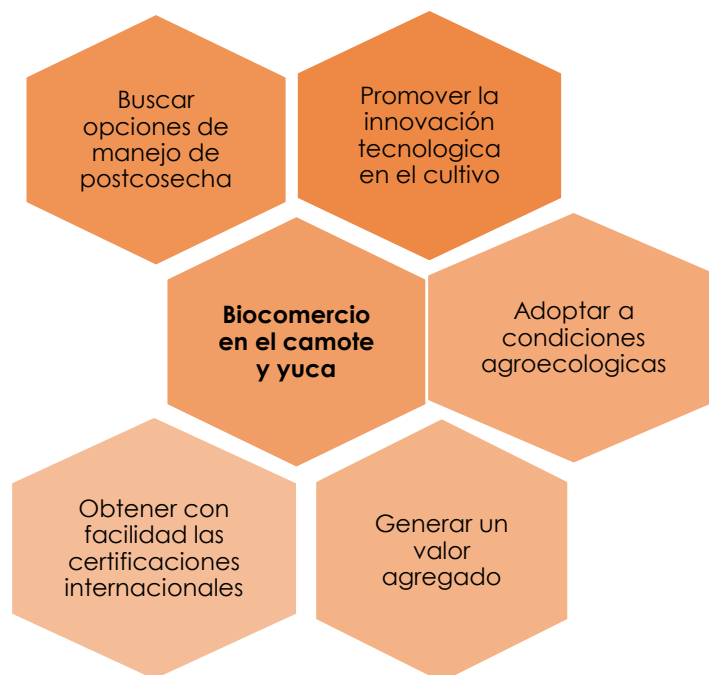 Buscar
opciones de
manejo de
postcosecha
Promover la
innovación
tecnologica
en el cultivo
Biocomercio
en el camote
y yuca
Adoptar a
condiciones
agroecologicas
Obtener con
facilidad las
certificaciones
internacionales
Generar un
valor
agregado